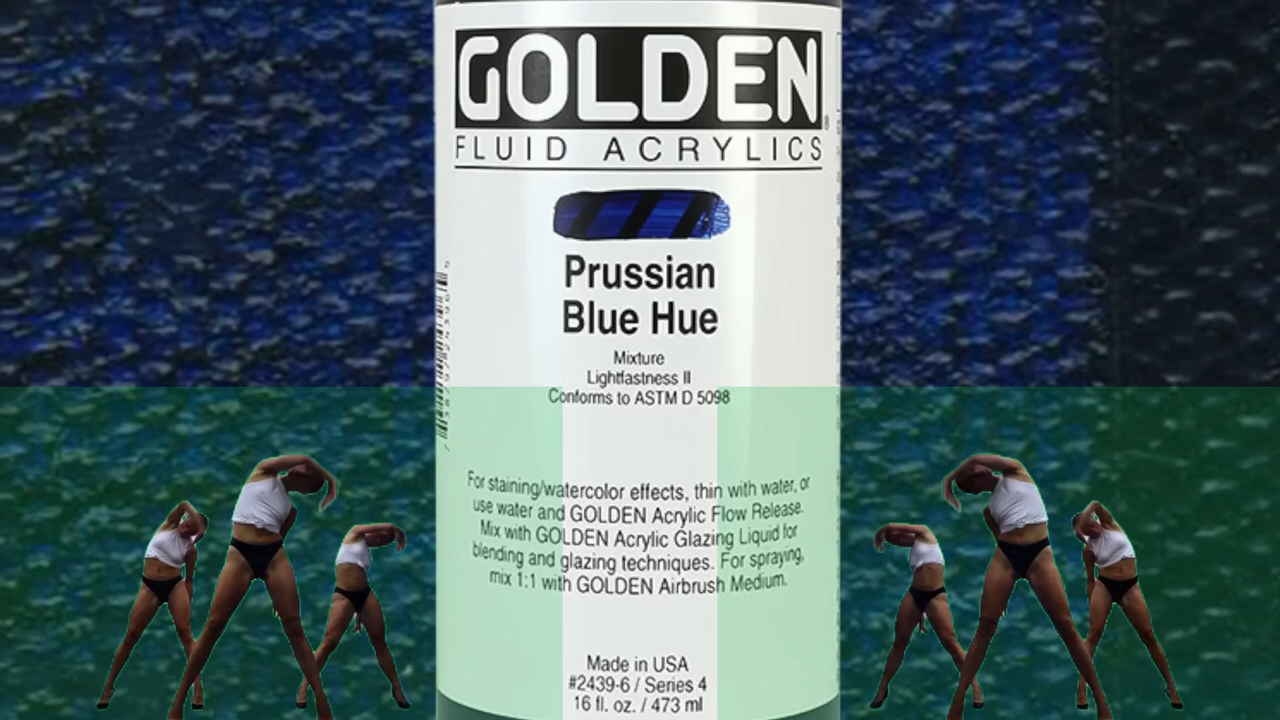 GOLDEN
FLUID ACRYLICS
Prussian
Blue Hue
Mixture
Lightfastness II
Conforms to ASTM D 5098
For staining/watercolor effects, thin with water, or
use water and GOLDEN Acrylic Flow Release.
Mix with GOLDEN Acrylic Glazing Liquid for
blending and glazing techniques. For spraying,
mix 1:1 with GOLDEN Airbrush Medium.
Made in USA
#2439-6 / Series 4
16 fl. oz. / 473 ml